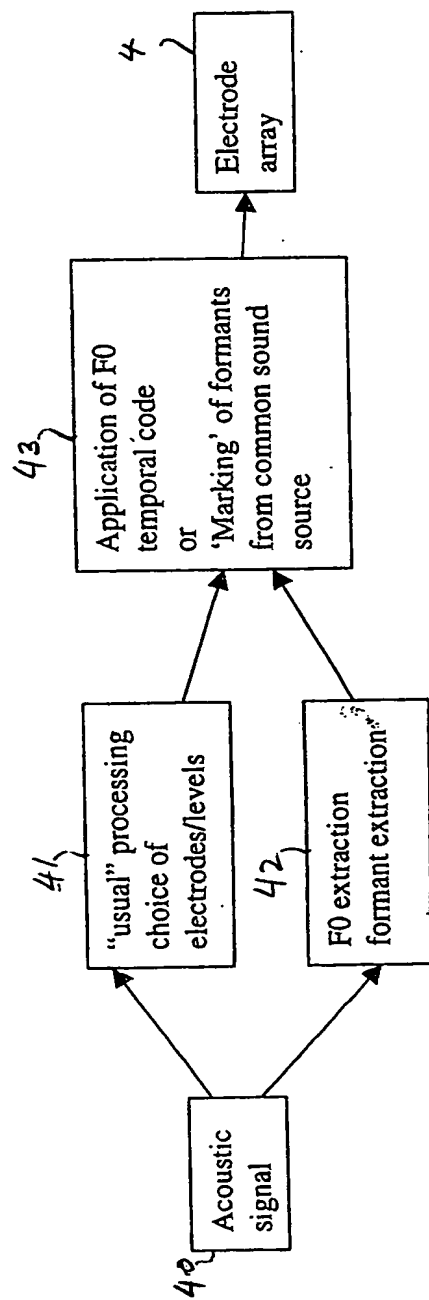 40
Acoustic
signal
41
“usual” processing
choice of
electrodes/levels
42
F0 extraction
formant extraction
43
Application of F0
temporal code
or
‘Marking’ of formants
from common sound
source
4
Electrode
array